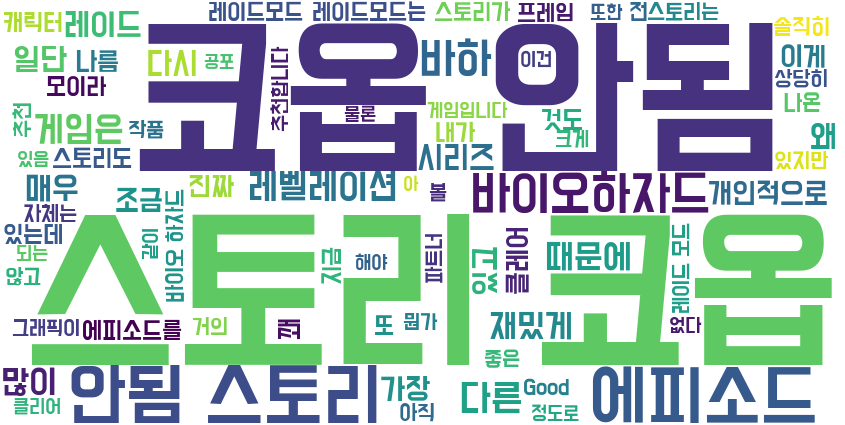 캐릭터 레이드 레이드모드 레이드모드는 스토리가 프레임 또한 전스토리는 솔직히
일단 나름 다시 공포 코옵 안됨 바하 이건 이게
모이라 추천합니다 물론 상당히
추천 게임은 작품 게임입니다 내가 것도 크게 나온 왜
있음 스토리도 시리즈 있지만
매우 진짜 레벨레이션 아 볼 바이오하자드 개인적으로
자체는 조금
있는데 같이 바이오 하자드 지금 해야 파트너 있고 클레어 때문에 레이드 모드
되는
않고 스토리 코옵
그래픽이 에피소드를 거의 꽤 또 뭔가 재밌게 없다
좋은
많이 안됨 스토리 가장 다른 Good 에피소드
클리어 아직 정도로